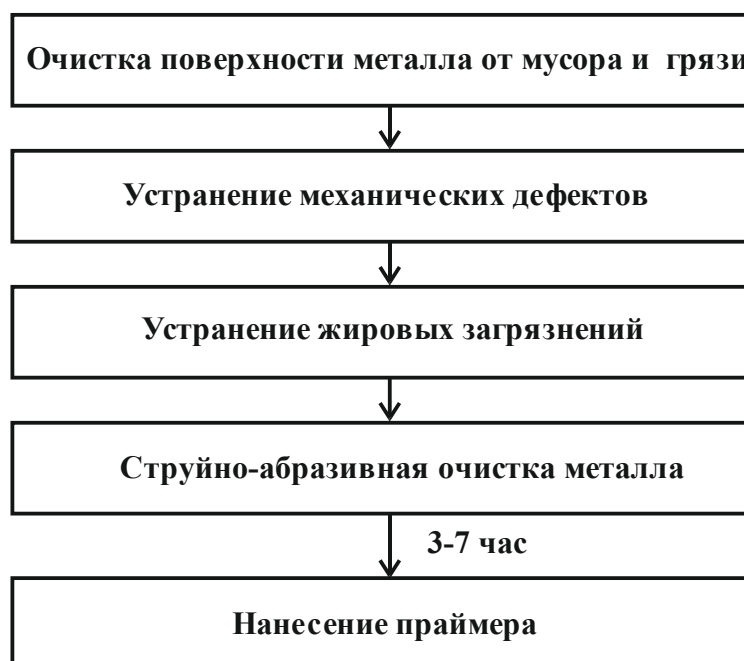 Очистка поверхности металла от мусора и грязи
Устранение механических дефектов
Устранение жировых загрязнений
Струйно-абразивная очистка металла
3-7 час
Нанесение праймера